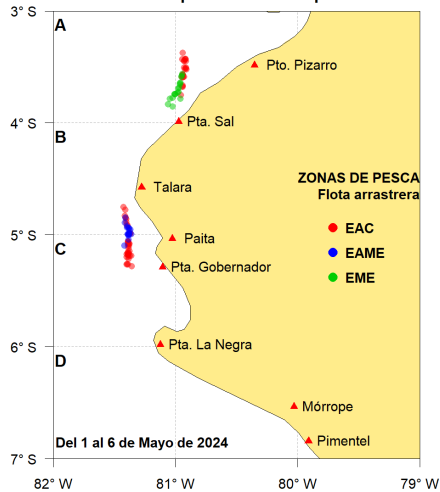 3° S
A
Pto. Pizarro
4° S
Pta. Sal
B
ZONAS DE PESCA
Talara
Flota arrastrera
EAC
5° S
Paita
C
EAME
Pta. Gobernador
EME
6° S
Pta. La Negra
D
Mórrope
Del 1 al 6 de Mayo de 2024
Pimentel
7° S
82° W
81° W
80° W
79° W